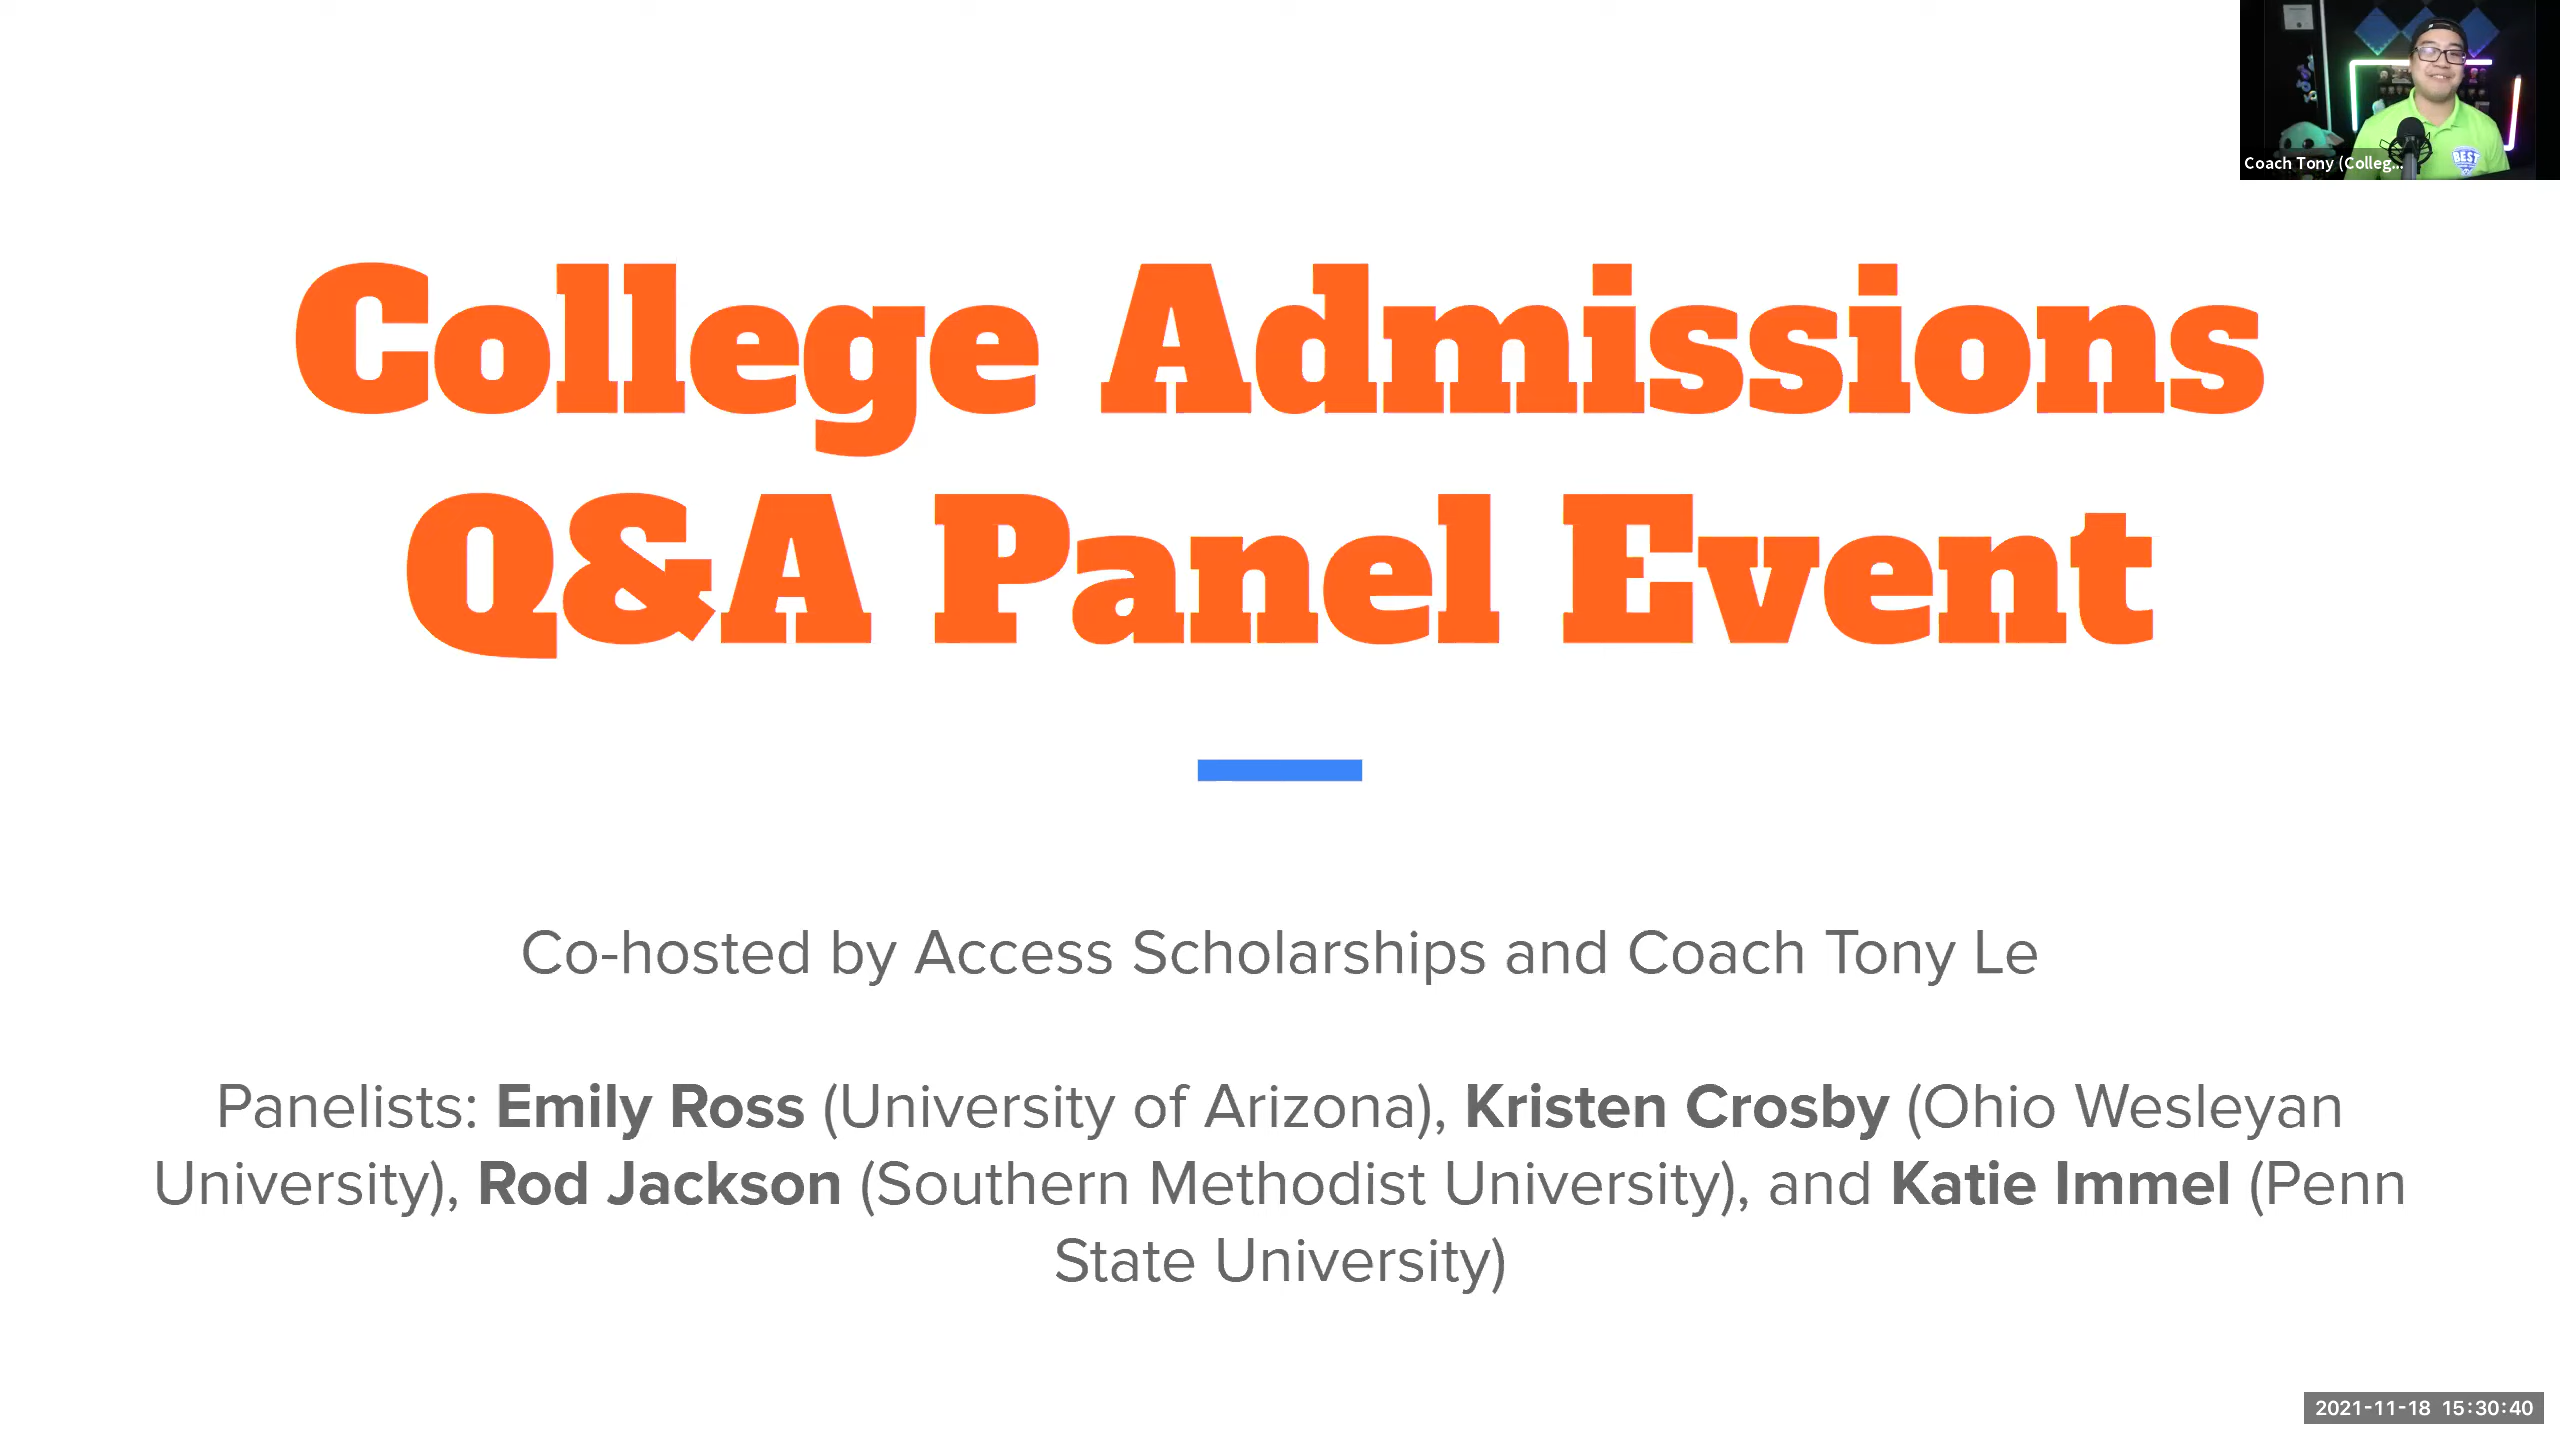 Coach Tony (Colleg...
BEST
College Admissions
Q&A Panel Event
Co-hosted by Access Scholarships and Coach Tony Le
Panelists: Emily Ross (University of Arizona), Kristen Crosby (Ohio Wesleyan
University), Rod Jackson (Southern Methodist University), and Katie Immel (Penn
State University)
2021-11-18 15:30:40